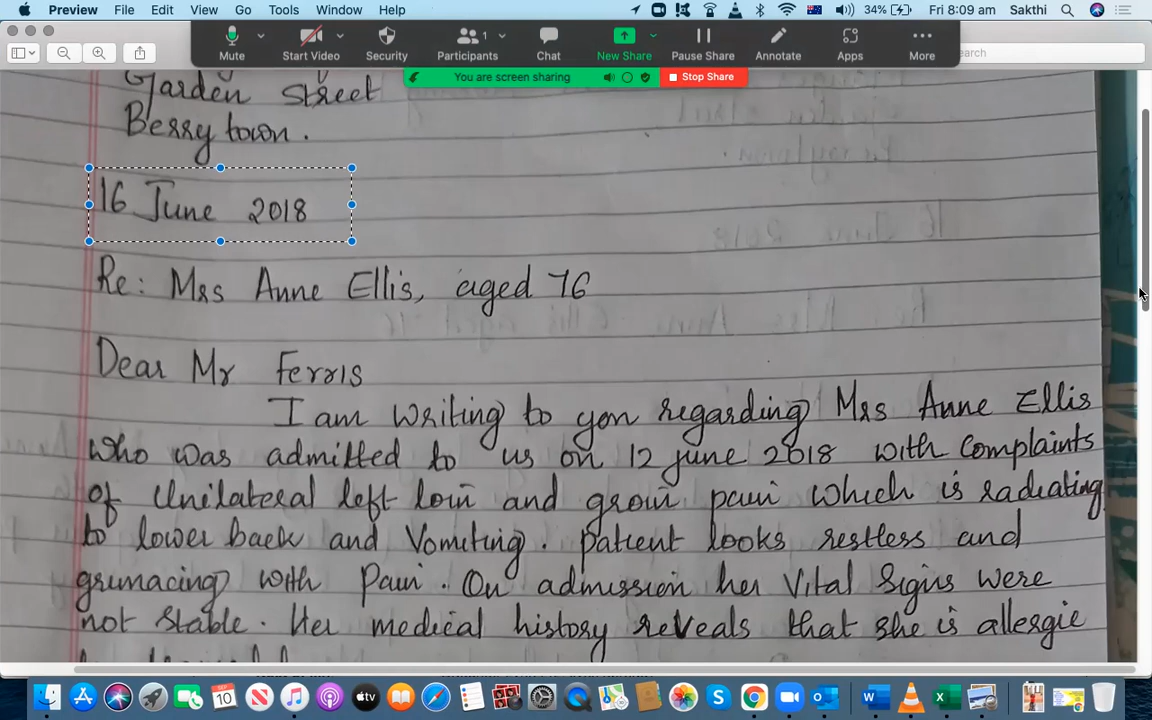 Preview File Edit View Go Tools Window Help 34% Fri 8:09 am Sakthi
Mute Start Video Security Participants 1 Chat New Share Pause Share Annotate Apps More
earch
You are screen sharing Stop Share
Garden Street
Berry town.
16 June 2018
Re: Mrs Anne Ellis, aged 76
Dear Mr Ferris
I am writing to you regarding Mrs Anne Ellis
who was admitted to us on 12 june 2018 with complaints
of Unilateral left loin and groin pain which is radiating
to lower back and Vomiting. patient looks restless and
grimacing with Pain. On admission her Vital Signs were
not stable. Her medical history reveals that she is allergic
SEP 10 tv